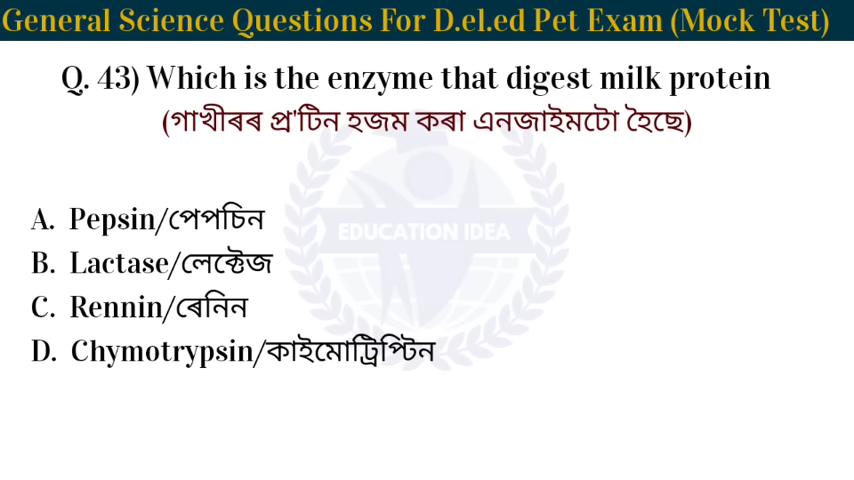 General Science Questions For D.el.ed Pet Exam (Mock Test)
Q. 43) Which is the enzyme that digest milk protein
(গাখীৰৰ প্ৰ'টিন হজম কৰা এনজাইমটো হৈছে)
EDUCATION IDEA
A. Pepsin/পেপচিন
B. Lactase/লেক্টেজ
C. Rennin/ৰেনিন
D. Chymotrypsin/কাইমোট্ৰিপ্টিন